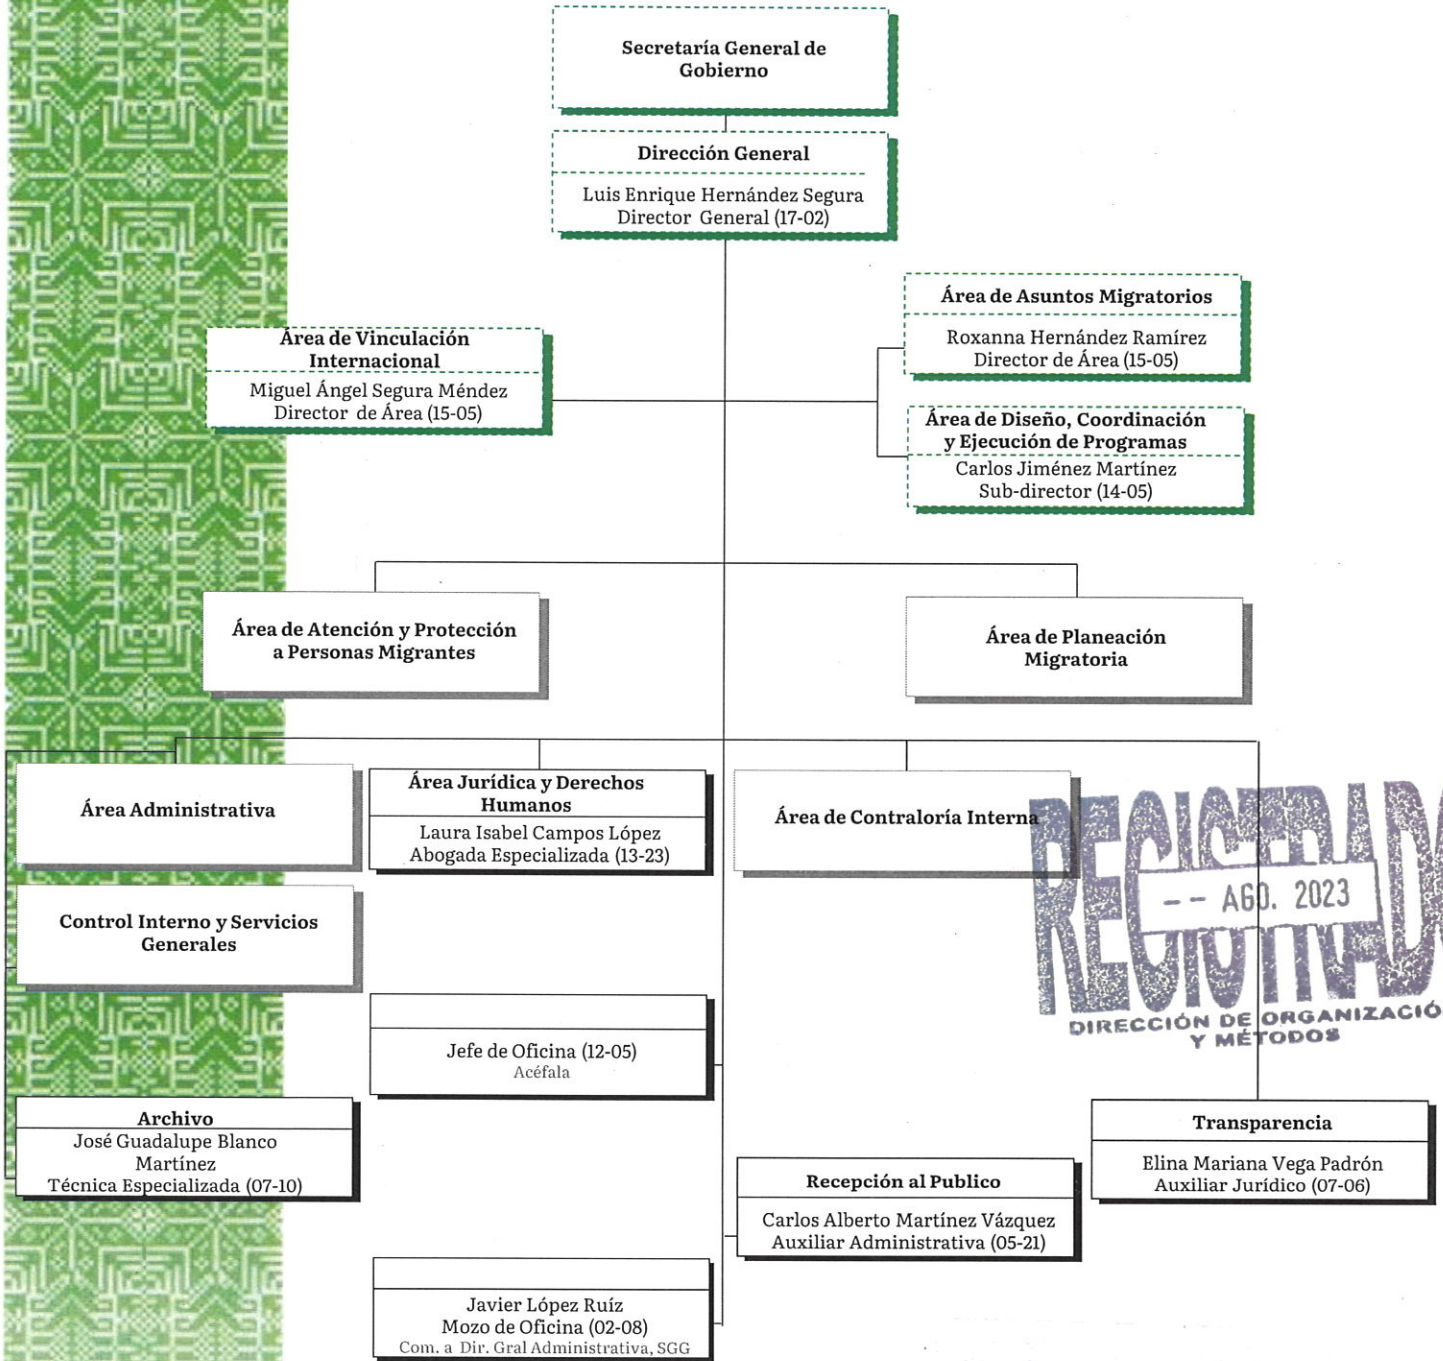 Secretaría General de
Gobierno
Dirección General
Luis Enrique Hernández Segura
Director General (17-02)
Área de Asuntos Migratorios
Roxanna Hernández Ramírez
Director de Área (15-05)
Área de Vinculación
Internacional
Miguel Ángel Segura Méndez
Director de Área (15-05)
Área de Diseño, Coordinación
y Ejecución de Programas
Carlos Jiménez Martínez
Sub-director (14-05)
Área de Atención y Protección
a Personas Migrantes
Área de Planeación
Migratoria
Área Administrativa
Área Jurídica y Derechos
Humanos
Laura Isabel Campos López
Abogada Especializada (13-23)
Área de Contraloría Interna
REGISTRADO
-- AGO. 2023
DIRECCIÓN DE ORGANIZACIÓ
Y MÉTODOS
Control Interno y Servicios
Generales
Jefe de Oficina (12-05)
Acéfala
Archivo
José Guadalupe Blanco
Martínez
Técnica Especializada (07-10)
Transparencia
Elina Mariana Vega Padrón
Auxiliar Jurídico (07-06)
Recepción al Publico
Carlos Alberto Martínez Vázquez
Auxiliar Administrativa (05-21)
Javier López Ruíz
Mozo de Oficina (02-08)
Com. a Dir. Gral Administrativa, SGG